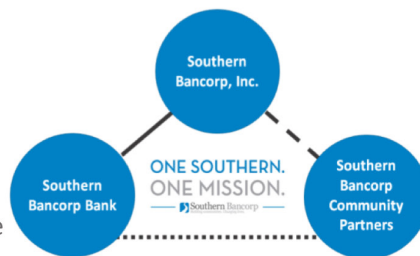 Southern
Bancorp, Inc.
ONE SOUTHERN.
ONE MISSION.
Southern Bancorp
Southern
Bancorp Bank
Southern
Bancorp
Community
Partners
e